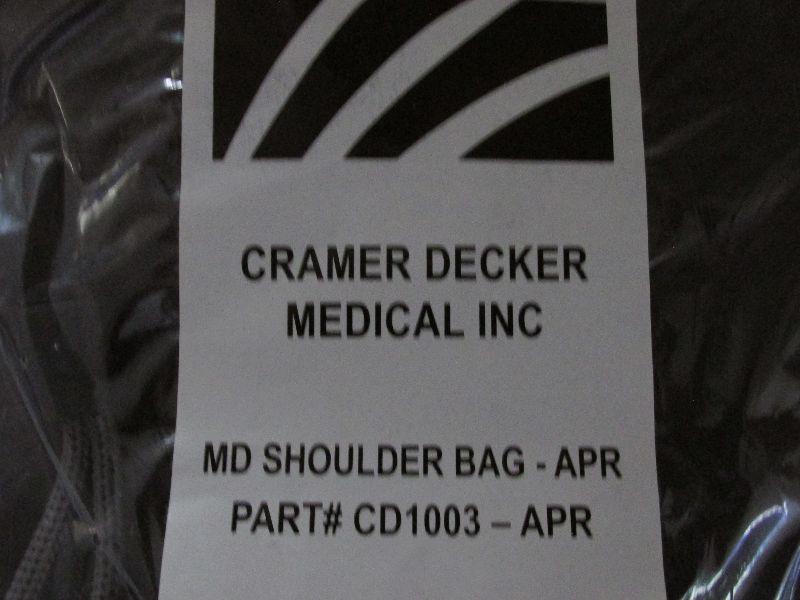 CRAMER DECKER
MEDICAL INC
MD SHOULDER BAG - APR
PART# CD1003 – APR